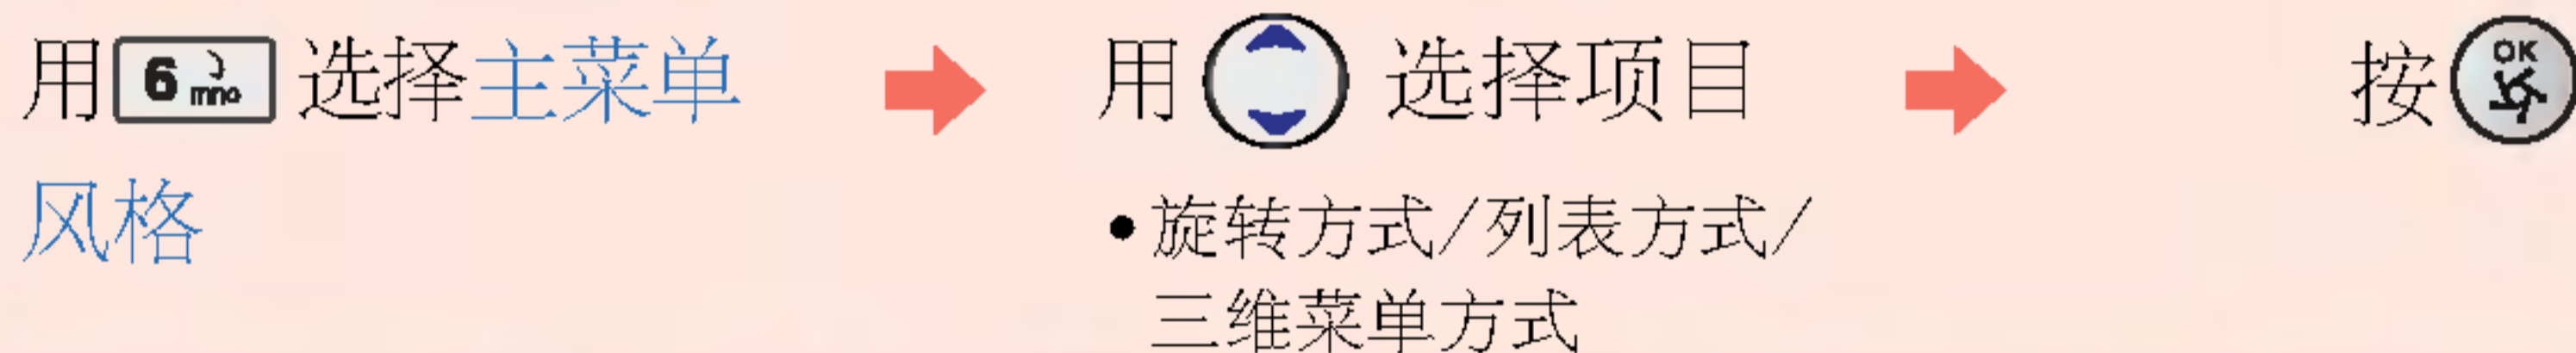 用 6 mno 选择主菜单
风格
用 选择项目
•旋转方式/列表方式/
三维菜单方式
按 OK